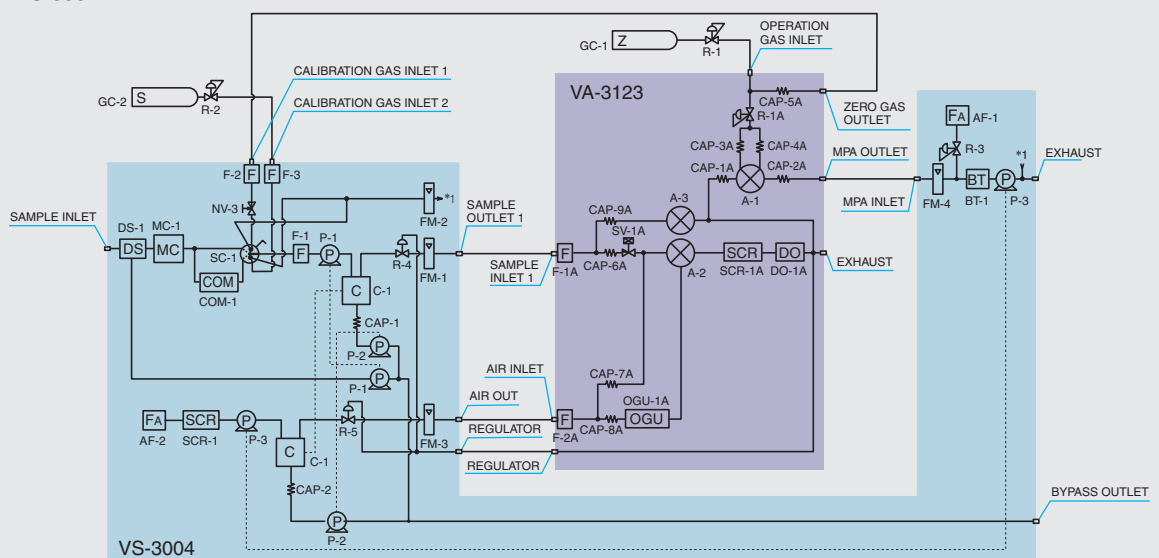 OPERATION
GAS INLET
GC-1
Z
R-1
CALIBRATION GAS INLET 1
GC-2
S
R-2
CALIBRATION GAS INLET 2
VA-3123
CAP-5A
R-1A
ZERO GAS
OUTLET
FA
AF-1
CAP-3A
CAP-4A
MPA OUTLET
R-3
*1
EXHAUST
F-2
F
F
F-3
CAP-1A
CAP-2A
A-1
P
BT
BT-1
P-3
FM-4
MPA INLET
NV-3
*1
FM-2
A-3
CAP-9A
SV-1A
SAMPLE
OUTLET 1
SAMPLE INLET
DS-1
MC-1
DS
MC
SC-1
F-1
F
P-1
P
R-4
FM-1
SAMPLE
INLET 1
F
F-1A
CAP-6A
A-2
SCR
SCR-1A
DO
DO-1A
EXHAUST
COM
COM-1
C
C-1
CAP-1
P-2
P
P-1
P
AIR INLET
CAP-7A
OGU-1A
AIR OUT
FA
AF-2
SCR
SCR-1
P
P-3
R-5
FM-3
F
F-2A
CAP-8A
OGU
REGULATOR
C
C-1
REGULATOR
CAP-2
P
P-2
BYPASS OUTLET
VS-3004